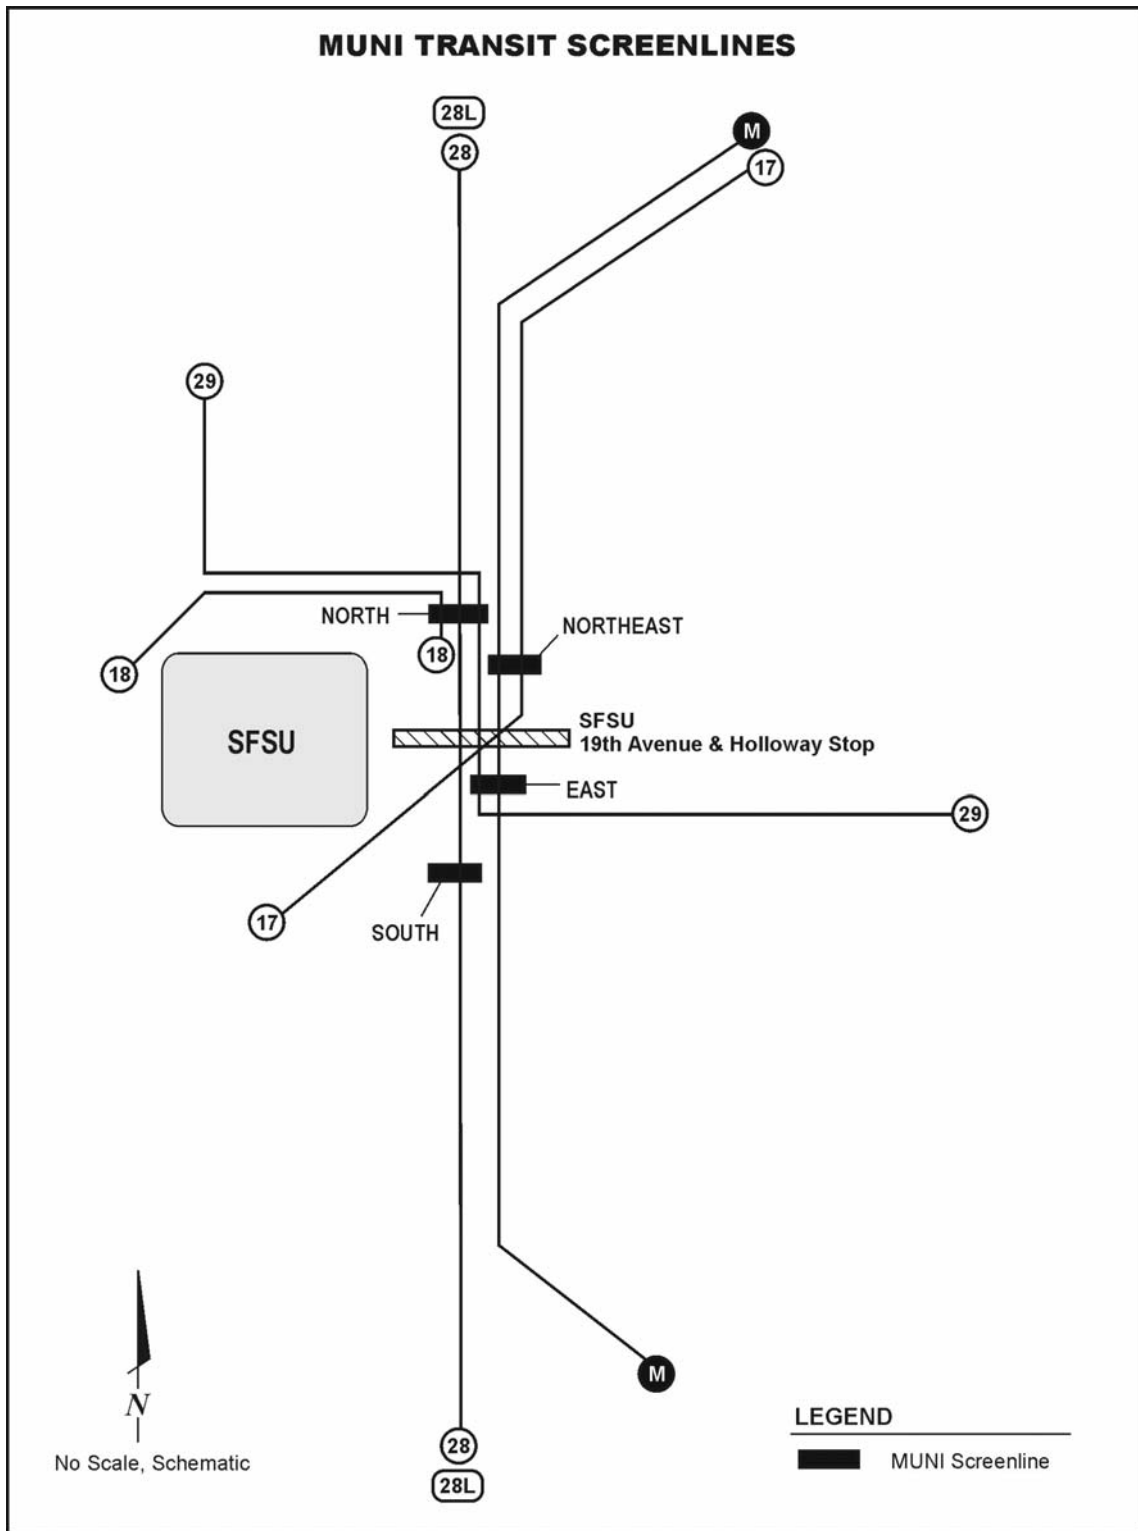 MUNI TRANSIT SCREENLINES
28L
28
M
17
29
NORTH
NORTHEAST
18
18
SFSU
SFSU
19th Avenue & Holloway Stop
EAST
29
17
SOUTH
M
N
No Scale, Schematic
28
28L
LEGEND
MUNI Screenline